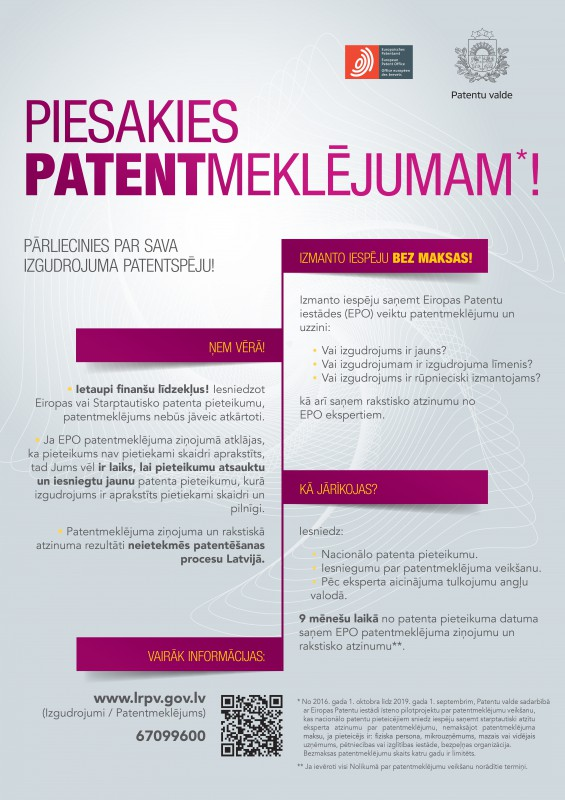 Europäisches
Patentamt
European
Patent Office
Office européen
des brevets
Patentu valde
PIESAKIES
PATENTMEKLĒJUMAM*!
PĀRLIECINIES PAR SAVA
IZGUDROJUMA PATENTSPĒJU!
IZMANTO IESPĒJU BEZ MAKSAS!
Izmanto iespēju saņemt Eiropas Patentu
iestādes (EPO) veiktu patentmeklējumu un
uzzini:
• Vai izgudrojums ir jauns?
• Vai izgudrojumam ir izgudrojuma līmenis?
• Vai izgudrojums ir rūpnieciski izmantojams?
kā arī saņem rakstisko atzinumu no
EPO ekspertiem.
ŅEM VĒRĀ!
• Ietaupi finanšu līdzekļus! Iesniedzot
Eiropas vai Starptautisko patenta pieteikumu,
patentmeklējums nebūs jāveic atkārtoti.
• Ja EPO patentmeklējuma ziņojumā atklājas,
ka pieteikums nav pietiekami skaidri aprakstīts,
tad Jums vēl ir laiks, lai pieteikumu atsauktu
un iesniegtu jaunu patenta pieteikumu, kurā
izgudrojums ir aprakstīts pietiekami skaidri un
pilnīgi.
• Patentmeklējuma ziņojuma un rakstiskā
atzinuma rezultāti neietekmēs patentēšanas
procesu Latvijā.
KĀ JĀRĪKOJAS?
Iesniedz:
• Nacionālo patenta pieteikumu.
• Iesniegumu par patentmeklējuma veikšanu.
• Pēc eksperta aicinājuma tulkojumu angļu
valodā.
9 mēnešu laikā no patenta pieteikuma datuma
saņem EPO patentmeklējuma ziņojumu un
rakstisko atzinumu**.
VAIRĀK INFORMĀCIJAS:
www.lrpv.gov.lv
(Izgudrojumi / Patentmeklējums)
67099600
* No 2016. gada 1. oktobra līdz 2019. gada 1. septembrim, Patentu valde sadarbībā
ar Eiropas Patentu iestādi īsteno pilotprojektu par patentmeklējumu veikšanu,
kas nacionālo patentu pieteicējiem sniedz iespēju saņemt starptautiski atzītu
eksperta atzinumu par patentmeklējumu, nemaksājot patentmeklējuma
maksu, ja pieteicējs ir: fiziska persona, mikrouzņēmums, mazais vai vidējais
uzņēmums, pētniecības vai izglītības iestāde, bezpeļņas organizācija.
Bezmaksas patentmeklējumu skaits katru gadu ir limitēts.
** Ja ievēroti visi Nolikumā par patentmeklējumu veikšanu norādītie termiņi.